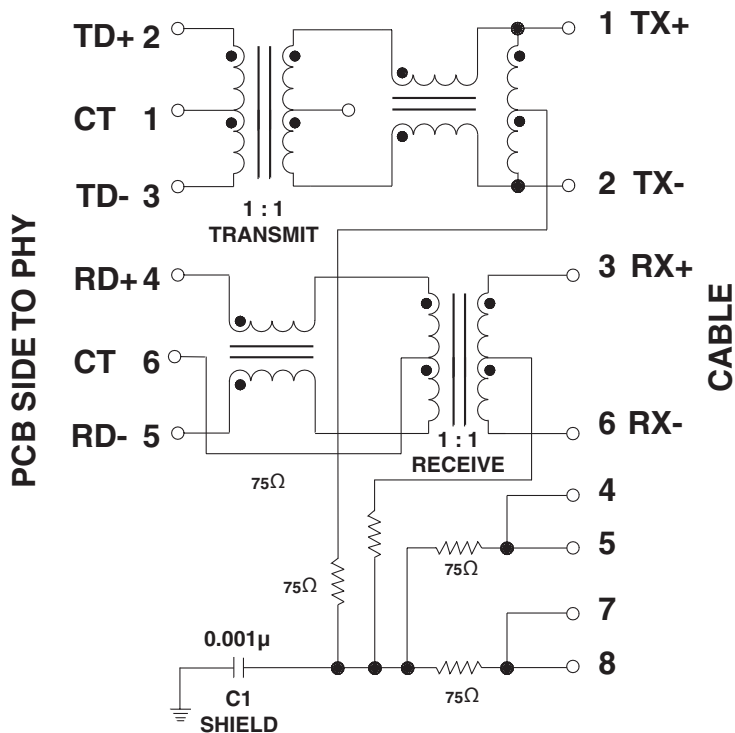 TD+ 2
1 TX+
CT 1
TD- 3
2 TX-
1 : 1
TRANSMIT
PCB SIDE TO PHY
RD+ 4
3 RX+
CABLE
CT 6
RD- 5
6 RX-
1 : 1
RECEIVE
75Ω
4
5
75Ω
75Ω
7
0.001µ
8
C1
75Ω
SHIELD